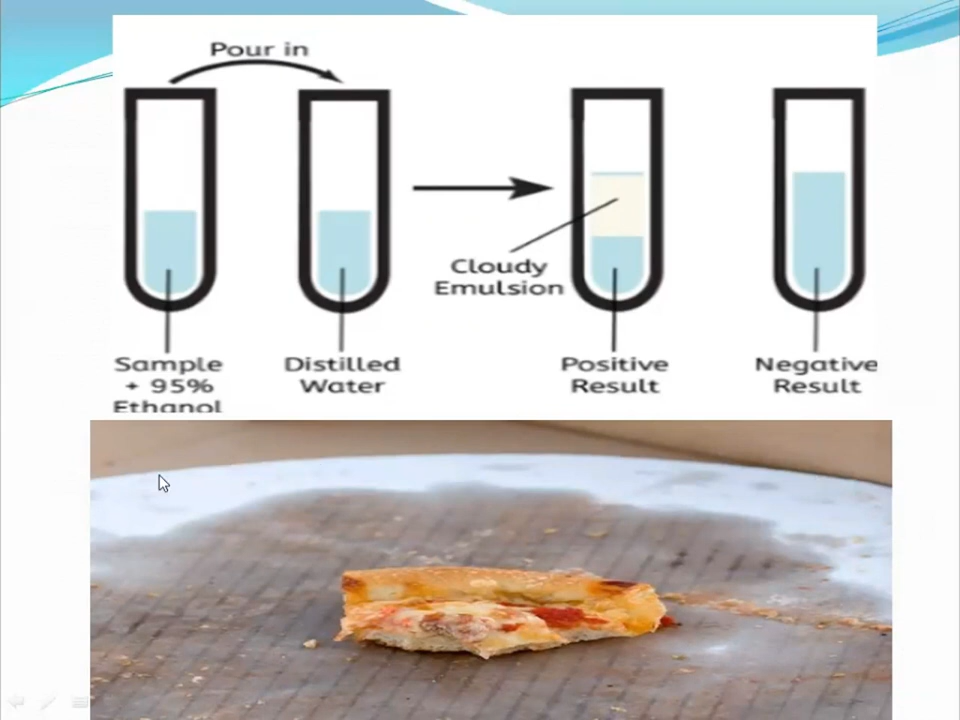 Pour in
Cloudy
Emulsion
Sample
+ 95%
Ethanol
Distilled
Water
Positive
Result
Negative
Result